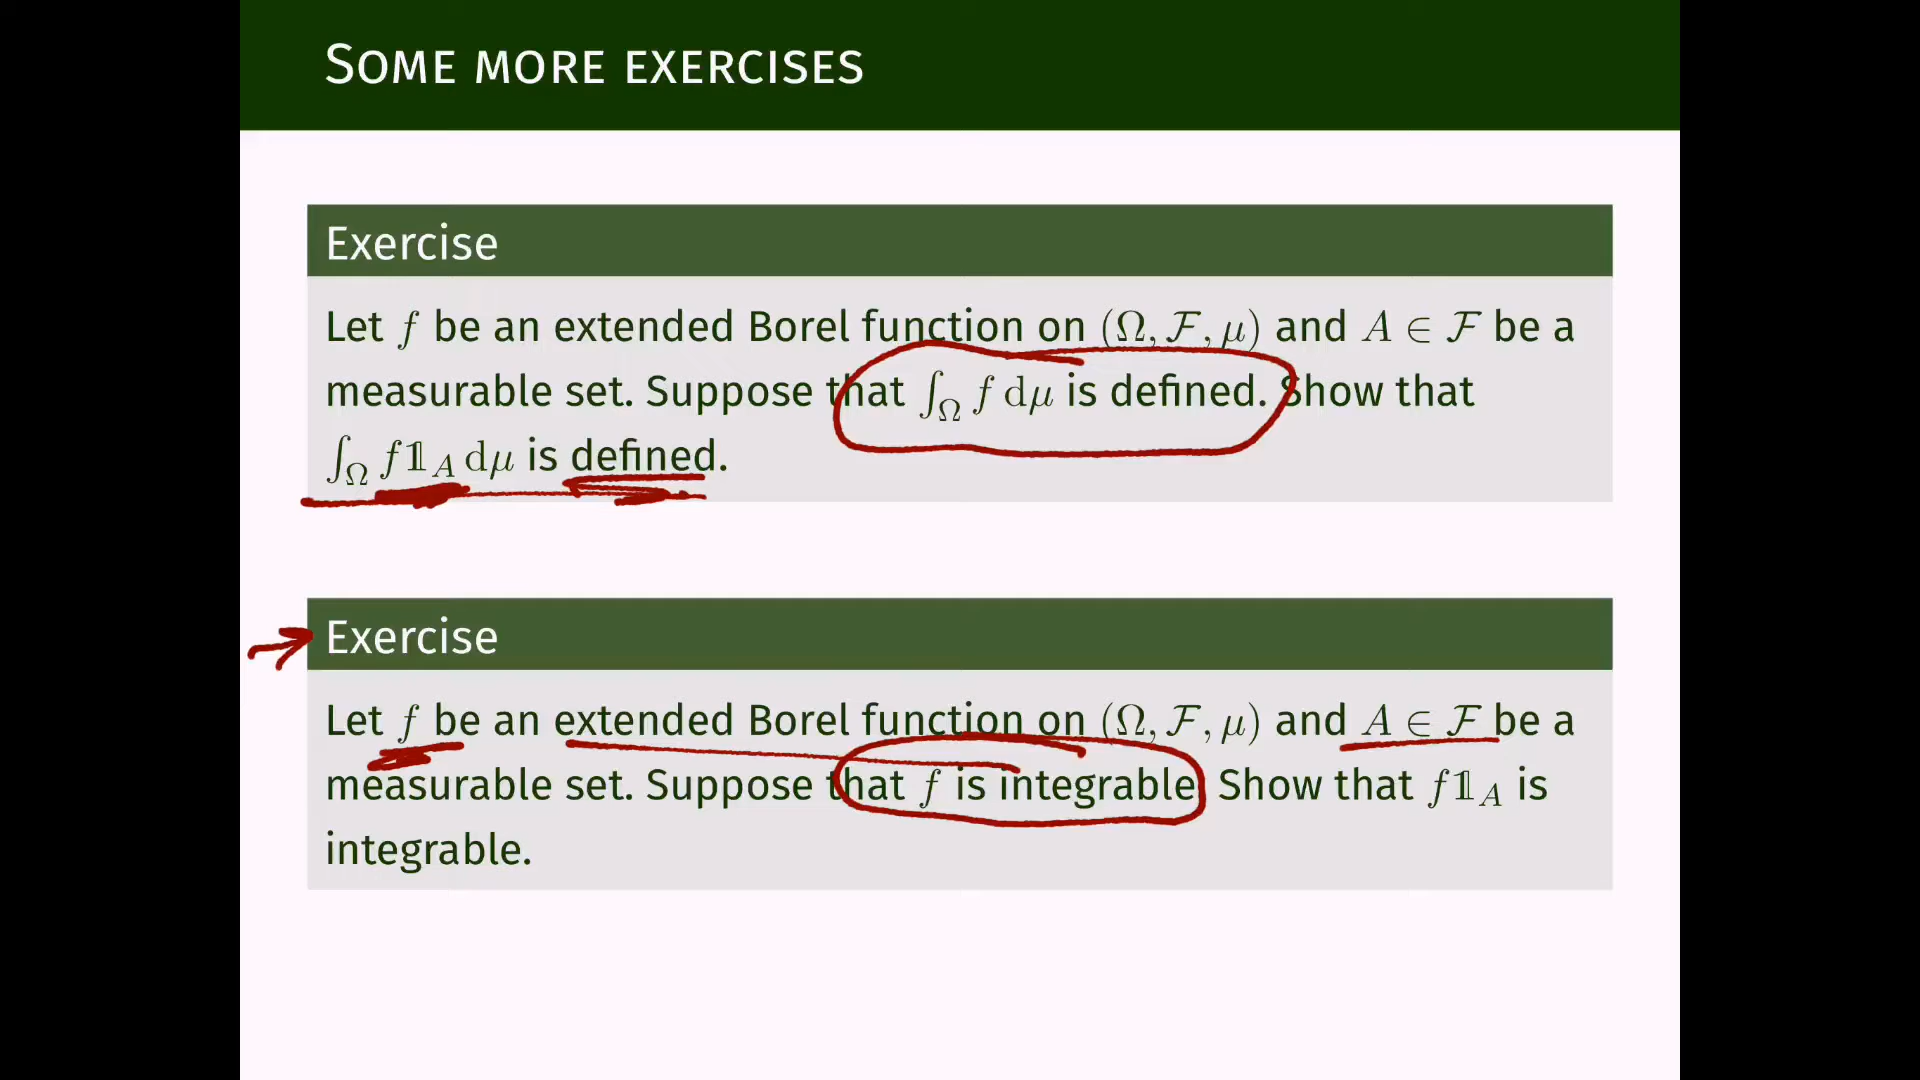 SOME MORE EXERCISES
Exercise
Let f be an extended Borel function on (Ω, ℱ, μ) and A ∈ ℱ be a
measurable set. Suppose that ∫_Ω f dμ is defined. Show that
∫_Ω f𝟙_A dμ is defined.
Exercise
Let f be an extended Borel function on (Ω, ℱ, μ) and A ∈ ℱ be a
measurable set. Suppose that f is integrable. Show that f𝟙_A is
integrable.